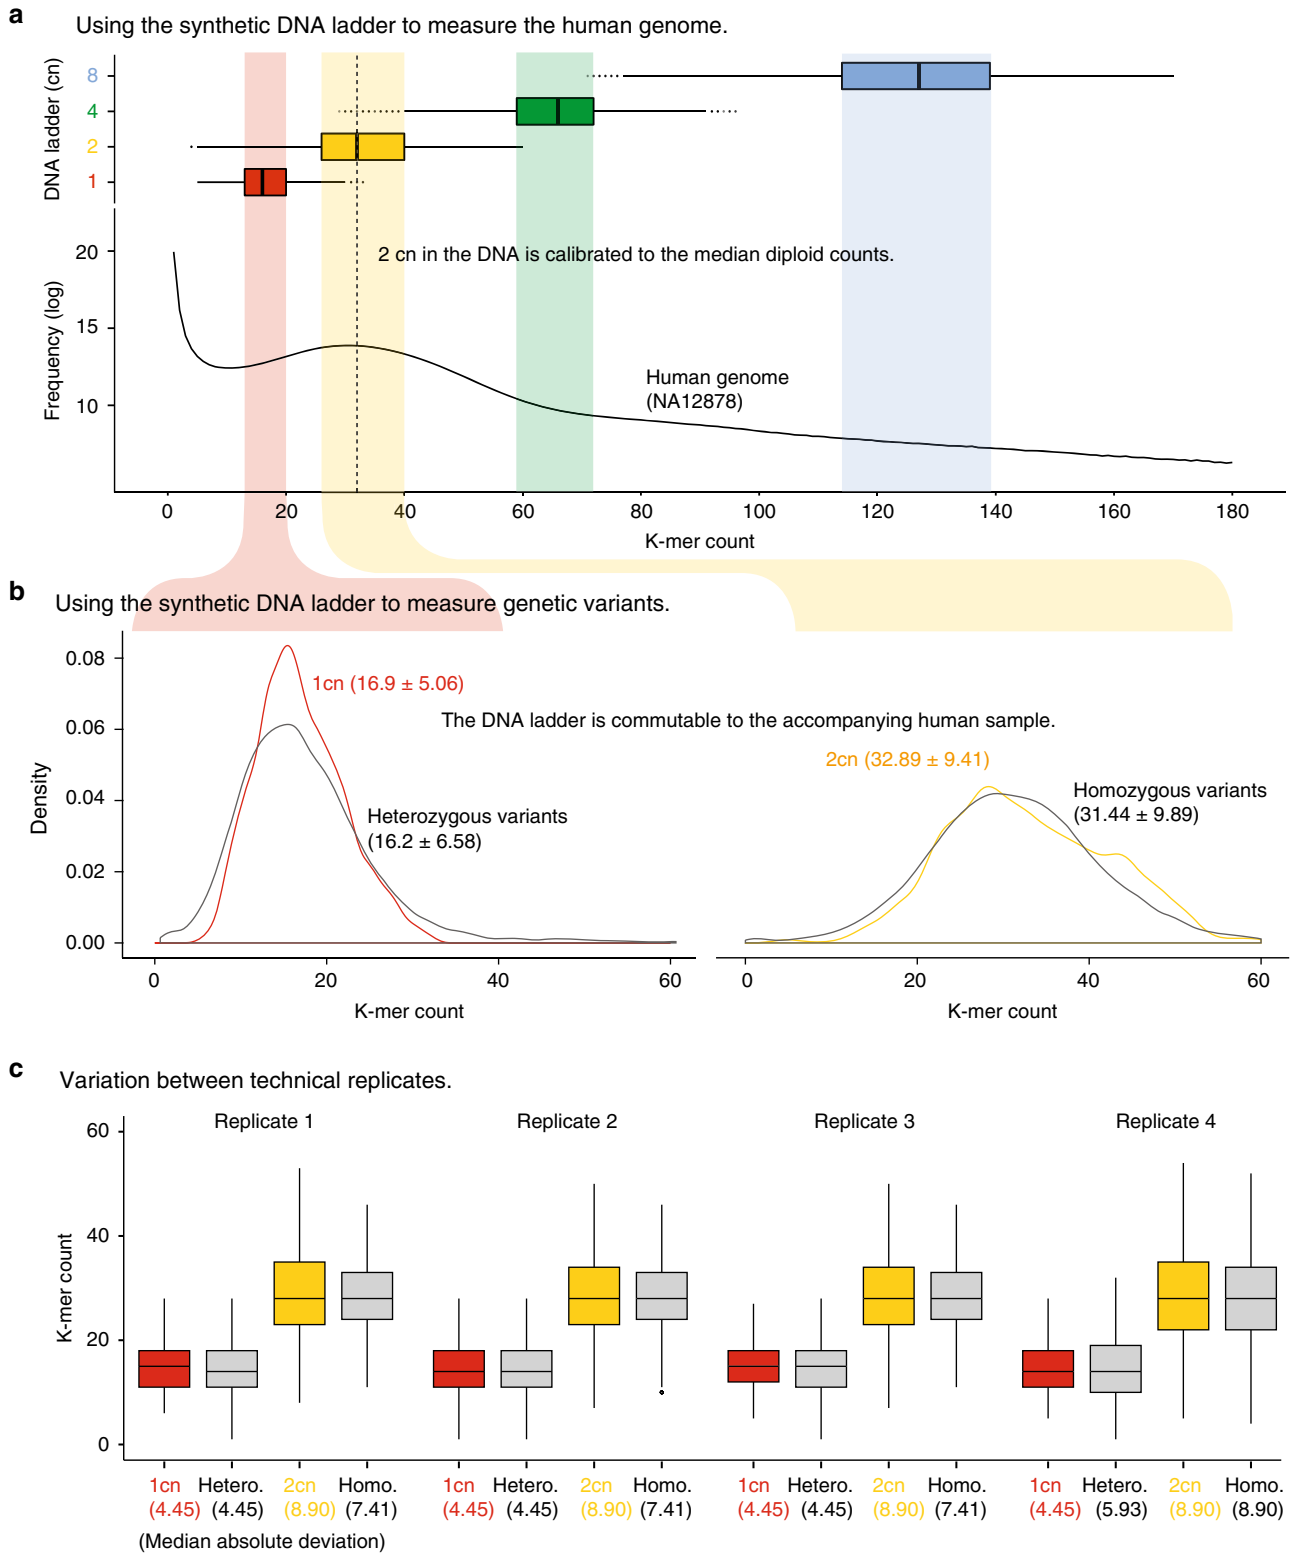 a
Using the synthetic DNA ladder to measure the human genome.
DNA ladder (cn)
8
4
2
1
2 cn in the DNA is calibrated to the median diploid counts.
Frequency (log)
20
15
10
Human genome
(NA12878)
0 20 40 60 80 100 120 140 160 180
K-mer count
b
Using the synthetic DNA ladder to measure genetic variants.
Density
0.08
0.06
0.04
0.02
0.00
1cn (16.9 ± 5.06)
The DNA ladder is commutable to the accompanying human sample.
Heterozygous variants
(16.2 ± 6.58)
2cn (32.89 ± 9.41)
Homozygous variants
(31.44 ± 9.89)
0 20 40 60
K-mer count
0 20 40 60
K-mer count
c
Variation between technical replicates.
Replicate 1 Replicate 2 Replicate 3 Replicate 4
K-mer count
60
40
20
0
1cn Hetero. 2cn Homo. 1cn Hetero. 2cn Homo. 1cn Hetero. 2cn Homo. 1cn Hetero. 2cn Homo.
(4.45) (4.45) (8.90) (7.41) (4.45) (4.45) (8.90) (7.41) (4.45) (4.45) (8.90) (7.41) (4.45) (5.93) (8.90) (8.90)
(Median absolute deviation)